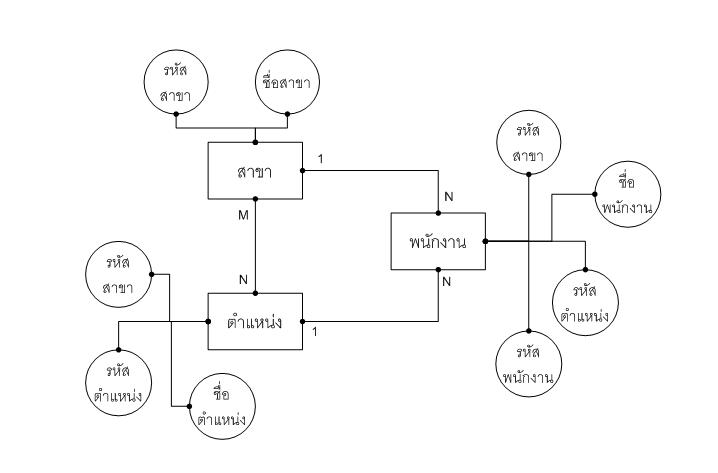 รหัส
สาขา
ชื่อสาขา
รหัส
สาขา
1
สาขา
ชื่อ
พนักงาน
N
M
พนักงาน
รหัส
สาขา
N
N
รหัส
ตำแหน่ง
ตำแหน่ง
1
รหัส
ตำแหน่ง
รหัส
พนักงาน
ชื่อ
ตำแหน่ง